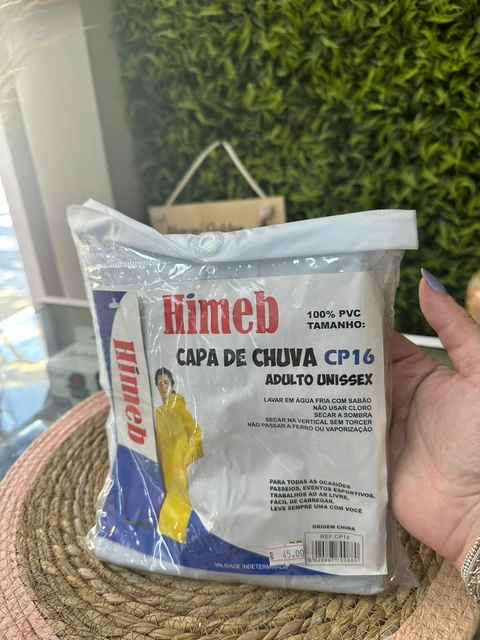 Himeb
100% PVC
TAMANHO:
Himeb
CAPA DE CHUVA CP16
ADULTO UNISSEX
LAVAR EM ÁGUA FRIA COM SABÃO
NÃO USAR CLORO
SECAR A SOMBRA
SECAR NA VERTICAL SEM TORCER
NÃO PASSAR A FERRO OU VAPORIZAÇÃO
PARA TODAS AS OCASIÕES
PASSEIOS, EVENTOS ESPORTIVOS,
TRABALHOS AO AR LIVRE,
FÁCIL DE CARREGAR.
LEVE SEMPRE UMA COM VOCÊ
ORIGEM CHINA
45,00
REF CP16
VALIDADE INDETERMINADA